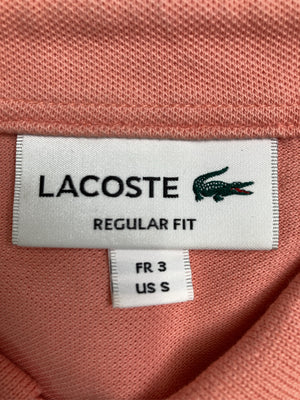 LACOSTE
REGULAR FIT
FR 3
US S